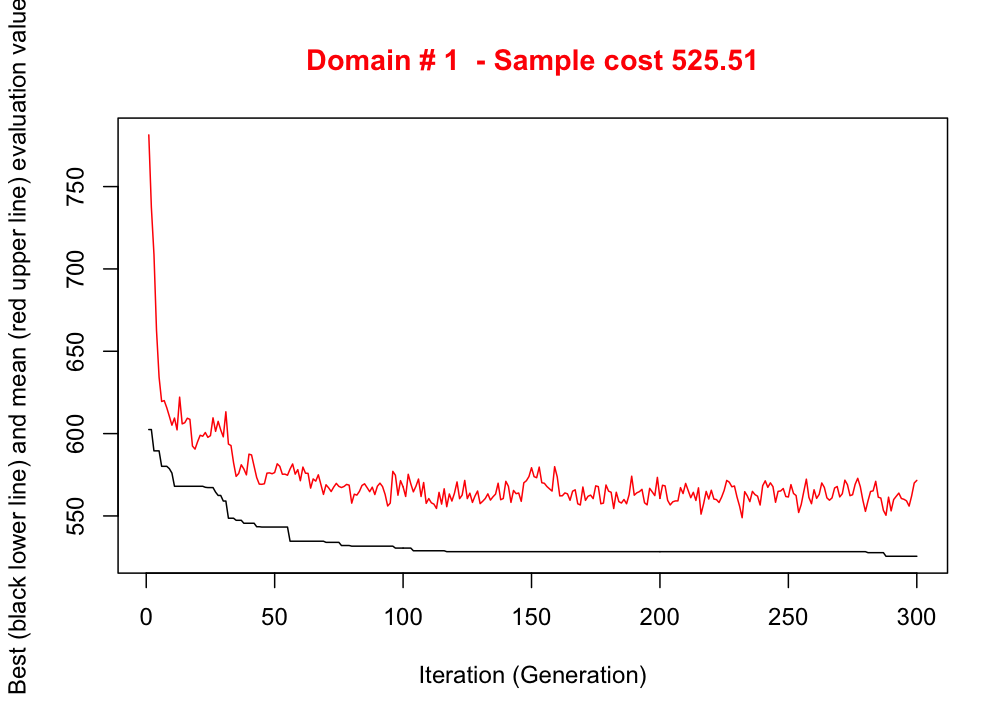 Domain # 1 - Sample cost 525.51
Best (black lower line) and mean (red upper line) evaluation value
750
700
650
600
550
0 50 100 150 200 250 300
Iteration (Generation)